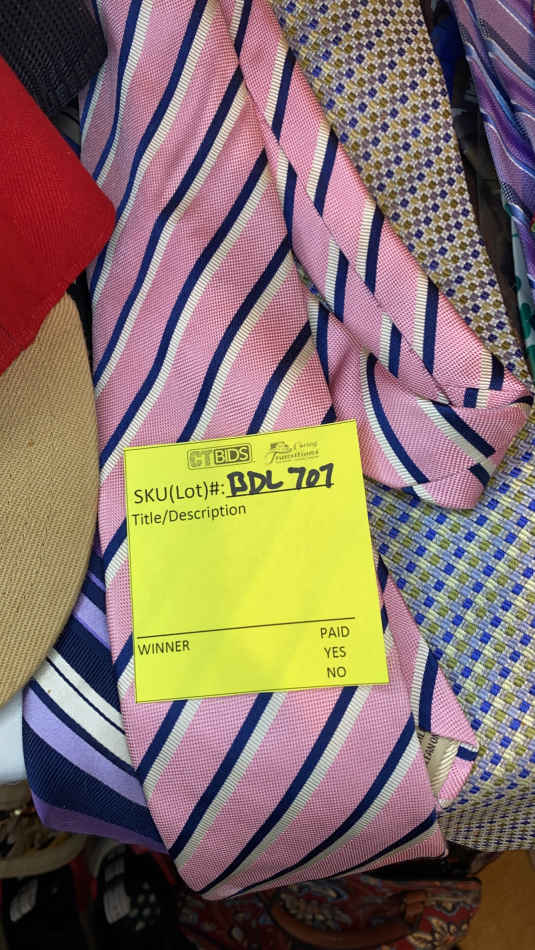 CTBIDS Caring Transitions
SKU(Lot)#: BDL 707
Title/Description
WINNER PAID
YES
NO